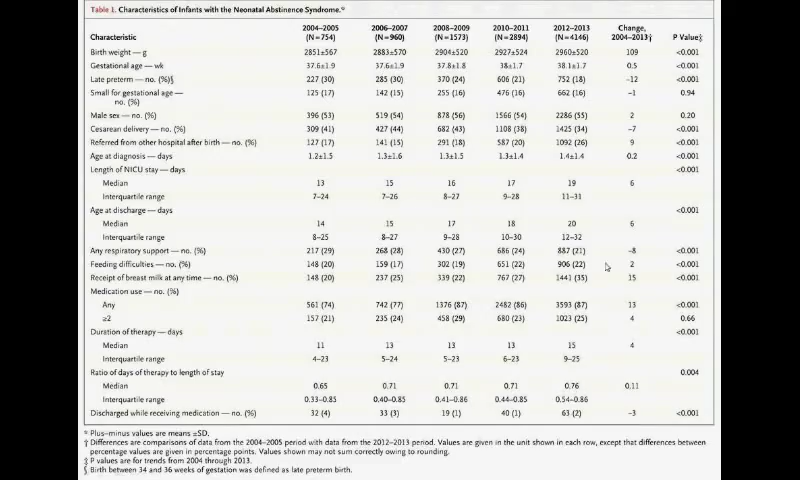 Table 1. Characteristics of Infants with the Neonatal Abstinence Syndrome.*
Characteristic 2004–2005 (N=754) 2006–2007 (N=960) 2008–2009 (N=1573) 2010–2011 (N=2894) 2012–2013 (N=4146) Change, 2004–2013† P Value‡
Birth weight — g 2851±567 2883±570 2904±520 2927±524 2960±520 109 <0.001
Gestational age — wk 37.6±1.9 37.6±1.9 37.8±1.8 38±1.7 38.1±1.7 0.5 <0.001
Late preterm — no. (%)§ 227 (30) 285 (30) 370 (24) 606 (21) 752 (18) −12 <0.001
Small for gestational age — no. (%) 125 (17) 142 (15) 255 (16) 476 (16) 662 (16) −1 0.94
Male sex — no. (%) 396 (53) 519 (54) 878 (56) 1566 (54) 2286 (55) 2 0.20
Cesarean delivery — no. (%) 309 (41) 427 (44) 682 (43) 1108 (38) 1425 (34) −7 <0.001
Referred from other hospital after birth — no. (%) 127 (17) 141 (15) 291 (18) 587 (20) 1092 (26) 9 <0.001
Age at diagnosis — days 1.2±1.5 1.3±1.6 1.3±1.5 1.3±1.4 1.4±1.4 0.2 <0.001
Length of NICU stay — days <0.001
Median 13 15 16 17 19 6
Interquartile range 7–24 7–26 8–27 9–28 11–31
Age at discharge — days <0.001
Median 14 15 17 18 20 6
Interquartile range 8–25 8–27 9–28 10–30 12–32
Any respiratory support — no. (%) 217 (29) 268 (28) 430 (27) 686 (24) 887 (21) −8 <0.001
Feeding difficulties — no. (%) 148 (20) 159 (17) 302 (19) 651 (22) 906 (22) 2 <0.001
Receipt of breast milk at any time — no. (%) 148 (20) 237 (25) 339 (22) 767 (27) 1441 (35) 15 <0.001
Medication use — no. (%)
Any 561 (74) 742 (77) 1376 (87) 2482 (86) 3593 (87) 13 <0.001
≥2 157 (21) 235 (24) 458 (29) 680 (23) 1023 (25) 4 0.66
Duration of therapy — days <0.001
Median 11 13 13 13 15 4
Interquartile range 4–23 5–24 5–23 6–23 9–25
Ratio of days of therapy to length of stay 0.004
Median 0.65 0.71 0.71 0.71 0.76 0.11
Interquartile range 0.33–0.85 0.40–0.85 0.41–0.86 0.44–0.85 0.54–0.86
Discharged while receiving medication — no. (%) 32 (4) 33 (3) 19 (1) 40 (1) 63 (2) −3 <0.001
* Plus–minus values are means ±SD.
† Differences are comparisons of data from the 2004–2005 period with data from the 2012–2013 period. Values are given in the unit shown in each row, except that differences between
percentage values are given in percentage points. Values shown may not sum correctly owing to rounding.
‡ P values are for trends from 2004 through 2013.
§ Birth between 34 and 36 weeks of gestation was defined as late preterm birth.